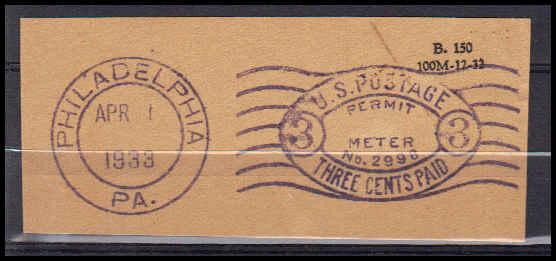 B. 150
100M-12-32
PHILADELPHIA
APR 1
1933
PA.
U.S. POSTAGE
PERMIT
3 3
METER
No. 2996
THREE CENTS PAID